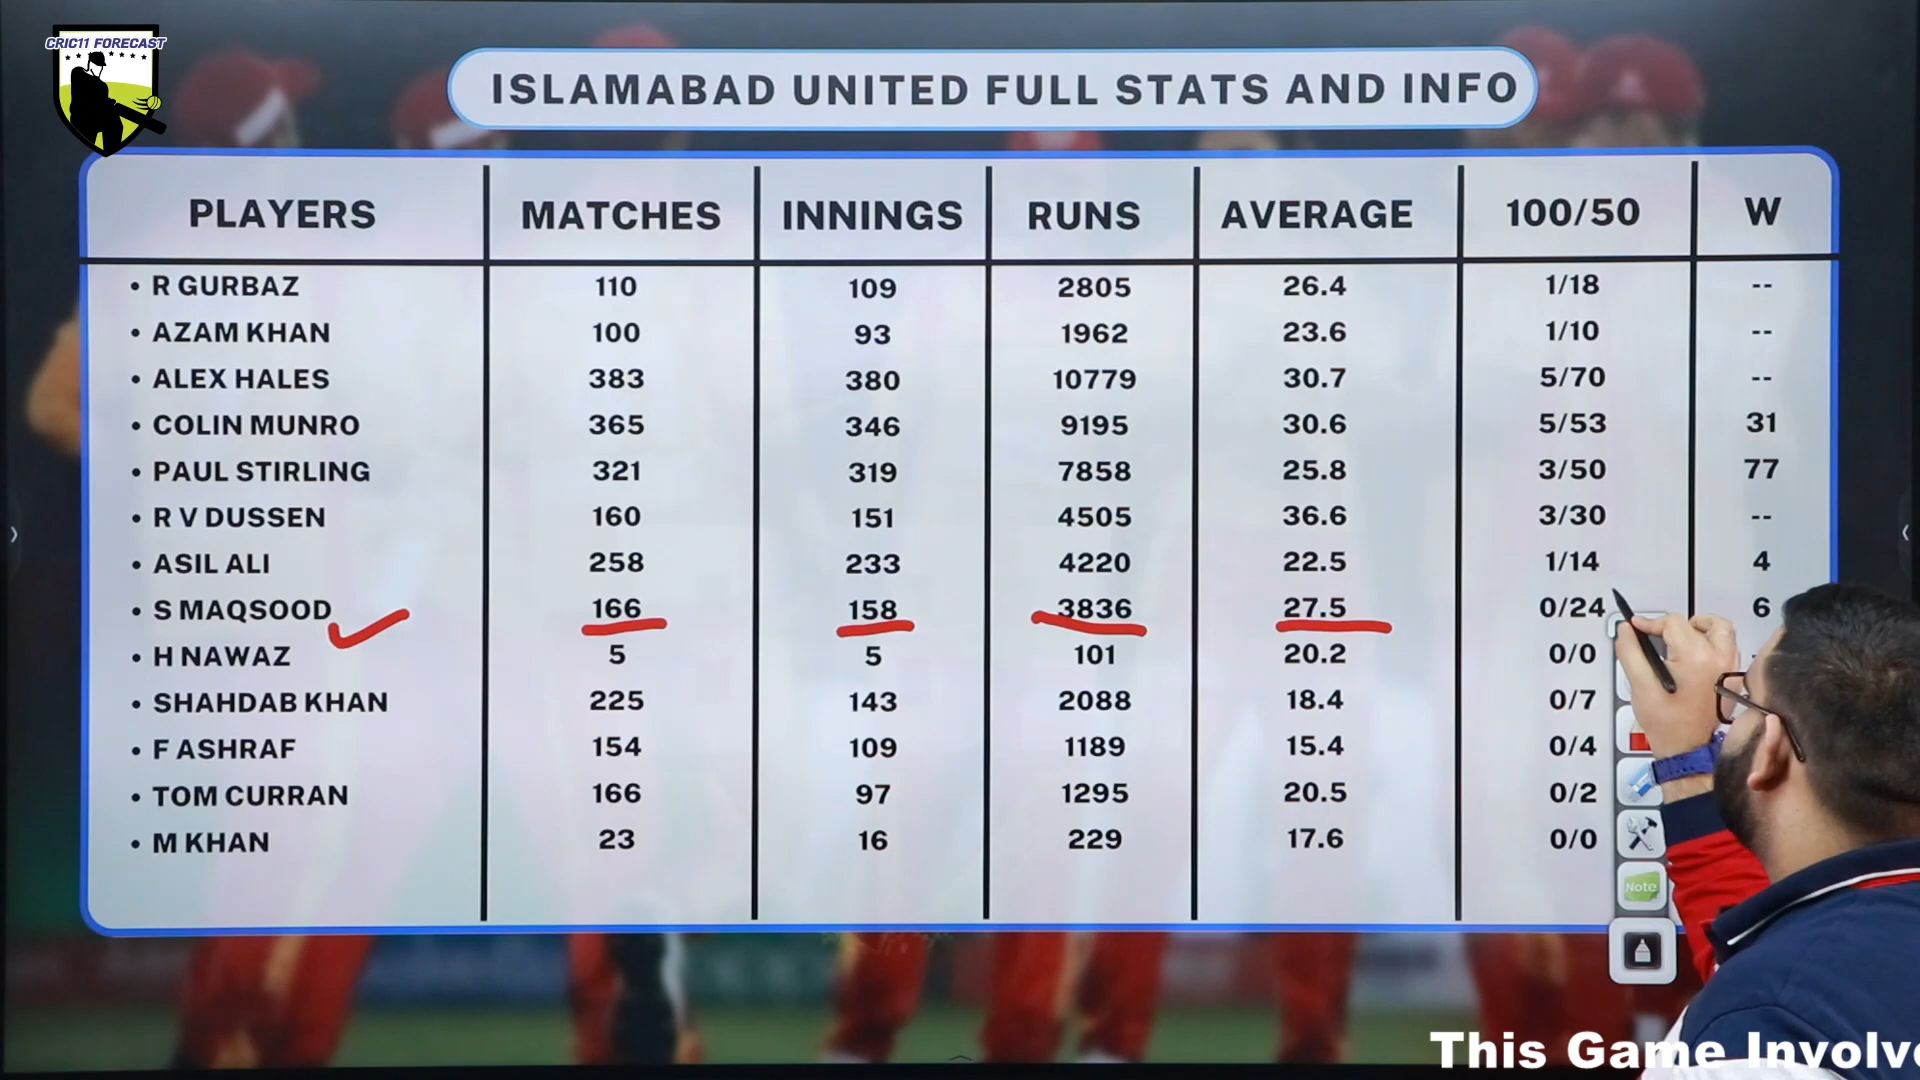 CRIC11 FORECAST
ISLAMABAD UNITED FULL STATS AND INFO
PLAYERS MATCHES INNINGS RUNS AVERAGE 100/50 W
• R GURBAZ 110 109 2805 26.4 1/18 --
• AZAM KHAN 100 93 1962 23.6 1/10 --
• ALEX HALES 383 380 10779 30.7 5/70 --
• COLIN MUNRO 365 346 9195 30.6 5/53 31
• PAUL STIRLING 321 319 7858 25.8 3/50 77
• R V DUSSEN 160 151 4505 36.6 3/30 --
• ASIL ALI 258 233 4220 22.5 1/14 4
• S MAQSOOD 166 158 3836 27.5 0/24 6
• H NAWAZ 5 5 101 20.2 0/0
• SHAHDAB KHAN 225 143 2088 18.4 0/7
• F ASHRAF 154 109 1189 15.4 0/4
• TOM CURRAN 166 97 1295 20.5 0/2
• M KHAN 23 16 229 17.6 0/0
Note
This Game Involv